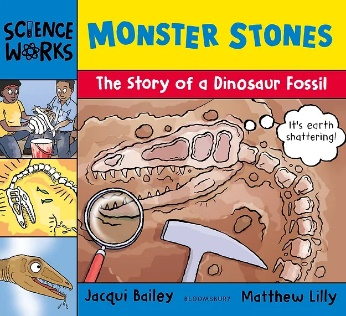 SCIENCE
WORKS
MONSTER STONES
The Story of a Dinosaur Fossil
It's earth
shattering!
Jacqui Bailey BLOOMSBURY Matthew Lilly